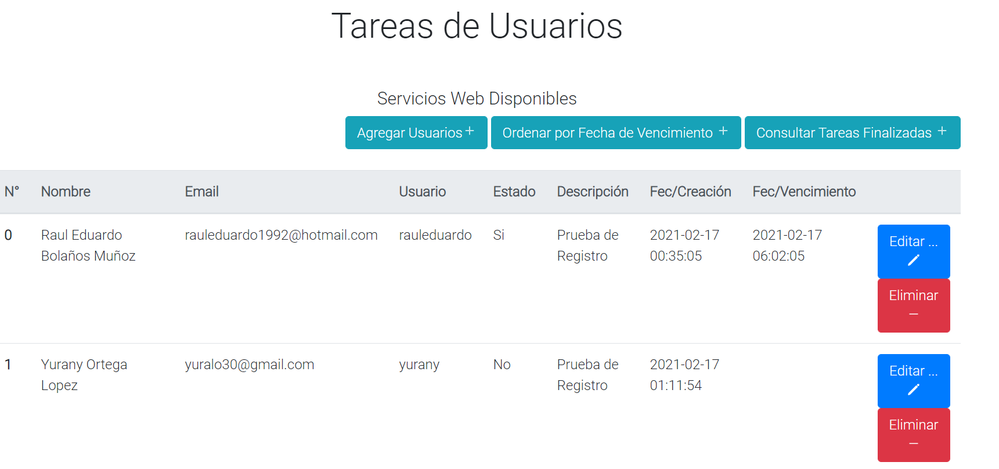 Tareas de Usuarios
Servicios Web Disponibles
Agregar Usuarios +
Ordenar por Fecha de Vencimiento +
Consultar Tareas Finalizadas +
N° Nombre Email Usuario Estado Descripción Fec/Creación Fec/Vencimiento
0 Raul Eduardo rauleduardo1992@hotmail.com rauleduardo Si Prueba de 2021-02-17 2021-02-17 Editar ...
Bolaños Muñoz Registro 00:35:05 06:02:05
Eliminar
1 Yurany Ortega yuralo30@gmail.com yurany No Prueba de 2021-02-17 Editar ...
Lopez Registro 01:11:54
Eliminar